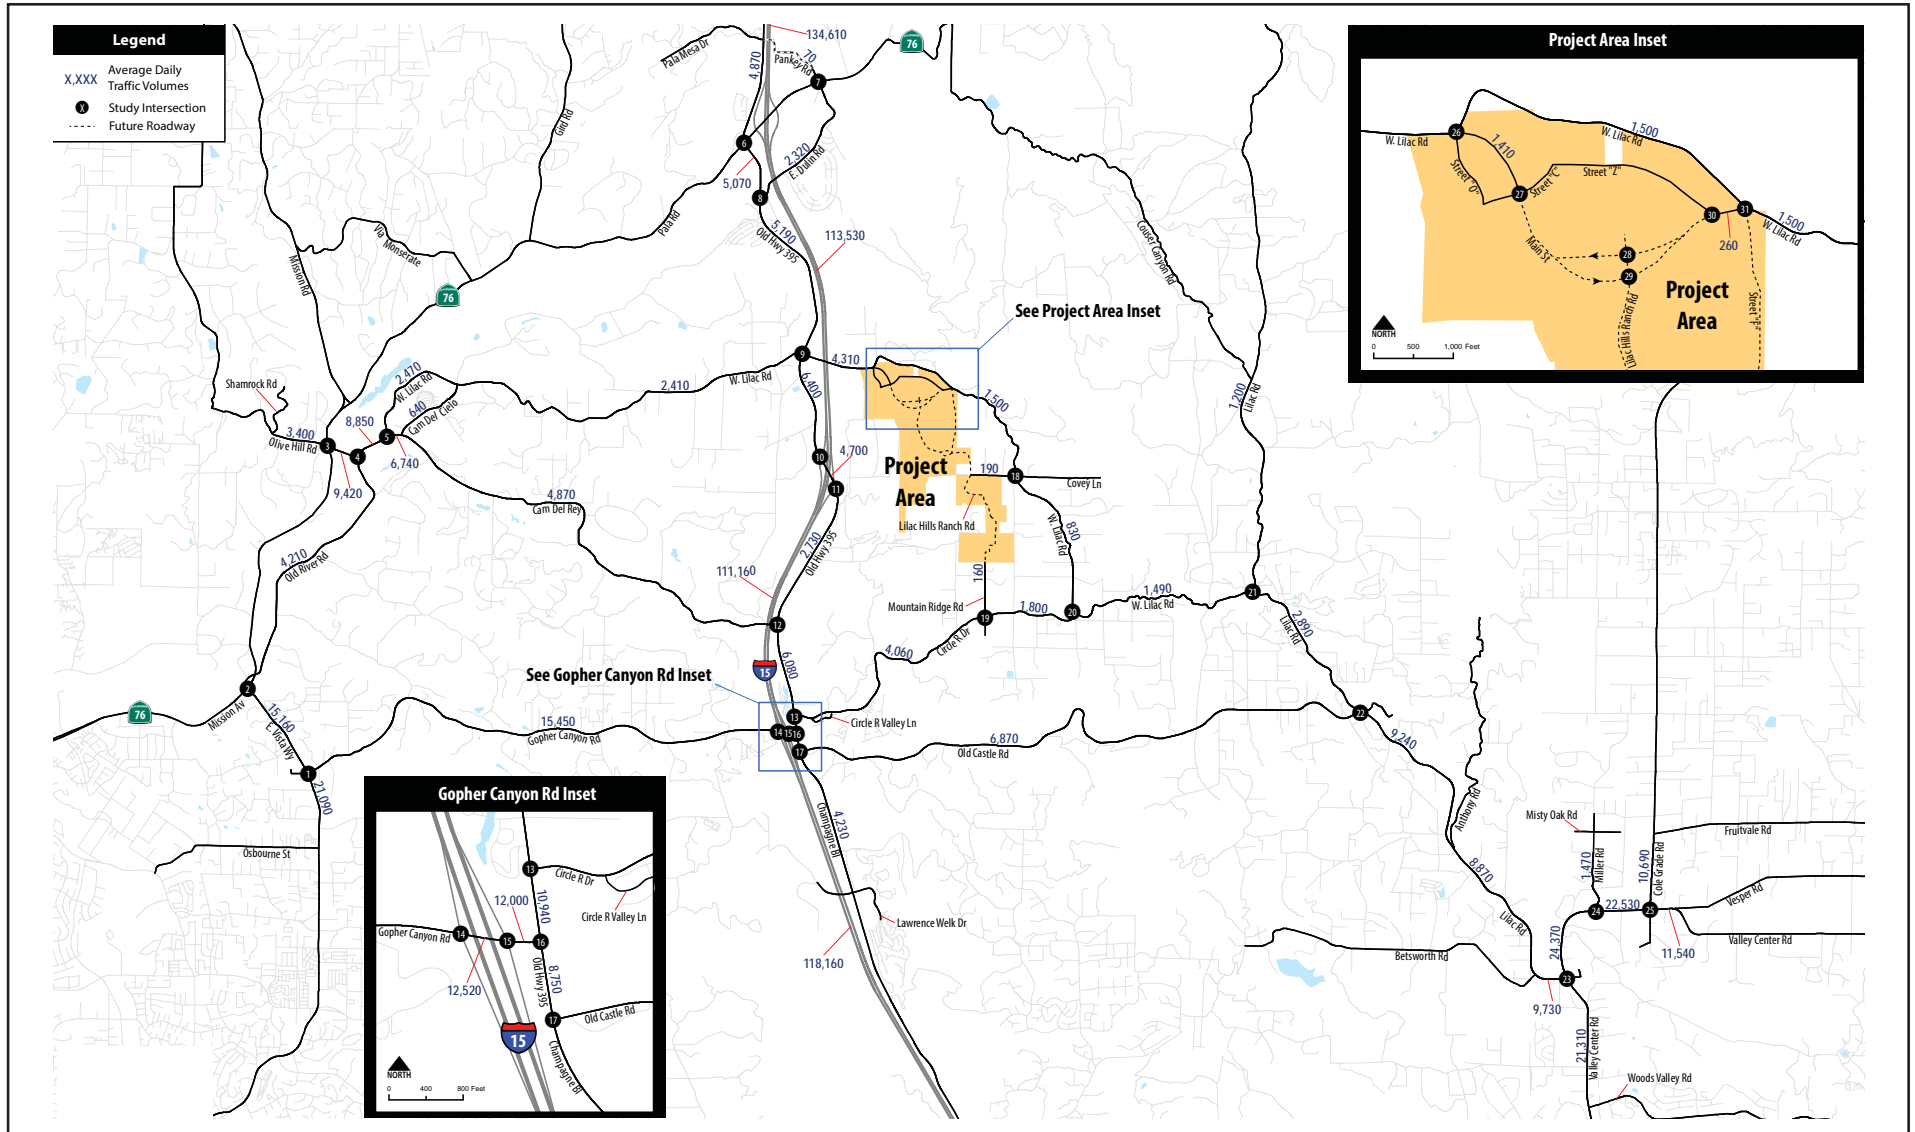 Legend
X,XXX Average Daily
Traffic Volumes
X Study Intersection
Future Roadway
134,610
4,870
70
Pankey Rd
Pala Mesa Dr
76
7
6
5,070
2,320
E. Dulin Rd
8
5,190
Old Hwy 395
113,530
Gird Rd
Pala Rd
Via Monserate
Mission Rd
76
Couser Canyon Rd
See Project Area Inset
9
4,310
6,400
W. Lilac Rd
2,410
2,470
W. Lilac Rd
640
Cam Del Cielo
Shamrock Rd
8,850
3,400
Olive Hill Rd
3
4
5
6,740
9,420
1,500
1,200
Lilac Rd
10
4,700
11
Project
Area
190
18
Covey Ln
Lilac Hills Ranch Rd
830
W. Lilac Rd
4,870
Cam Del Rey
4,210
Old River Rd
2,730
Old Hwy 395
111,160
160
Mountain Ridge Rd
19
1,800
20
1,490
W. Lilac Rd
21
2,890
Lilac Rd
12
6,080
15
4,060
Circle R Dr
See Gopher Canyon Rd Inset
2
Mission Av
76
15,160
E. Vista Wy
15,450
Gopher Canyon Rd
13
14
15
16
17
Circle R Valley Ln
6,870
Old Castle Rd
22
9,240
1
21,090
Osbourne St
4,230
Champagne Bl
Lawrence Welk Dr
118,160
Anthony Rd
8,870
Lilac Rd
Misty Oak Rd
1,470
Miller Rd
10,690
Cole Grade Rd
Fruitvale Rd
Vesper Rd
24
22,530
25
Valley Center Rd
11,540
24,370
Betsworth Rd
23
9,730
21,310
Valley Center Rd
Woods Valley Rd
Project Area Inset
26
W. Lilac Rd
1,410
Street "O"
27
Street "C"
Street "Z"
1,500
W. Lilac Rd
30
31
1,500
W. Lilac Rd
260
Main St
28
29
Lilac Hills Ranch Rd
Street "F"
Project
Area
NORTH
0 500 1,000 Feet
Gopher Canyon Rd Inset
13
Circle R Dr
Circle R Valley Ln
10,940
12,000
Gopher Canyon Rd
14
15
16
12,520
Old Hwy 395
8,750
17
Old Castle Rd
15
Champagne Bl
NORTH
0 400 800 Feet